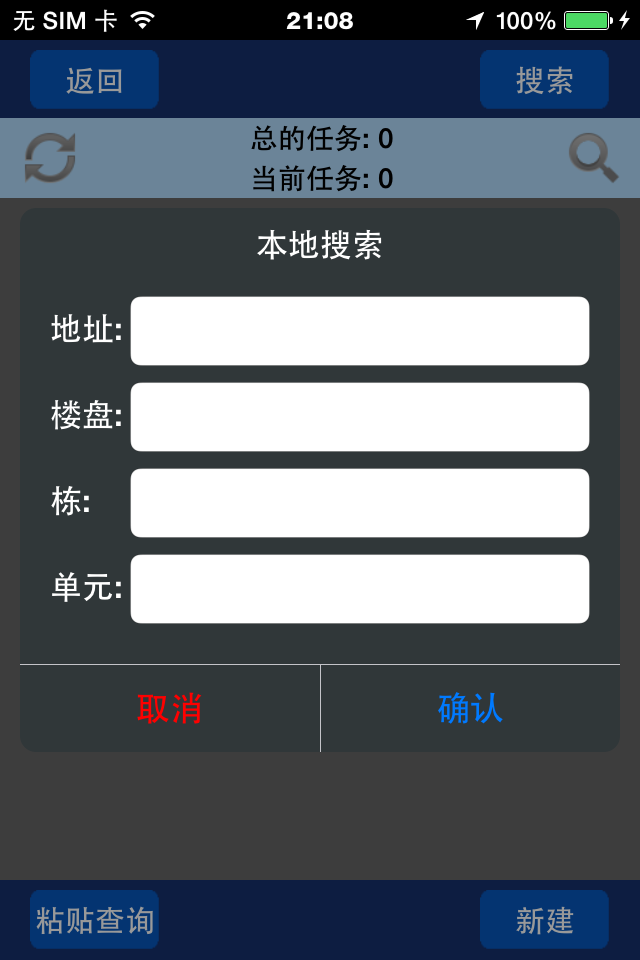 无 SIM 卡 21:08 100%
返回 搜索
总的任务: 0
当前任务: 0
本地搜索
地址:
楼盘:
栋:
单元:
取消 确认
粘贴查询 新建